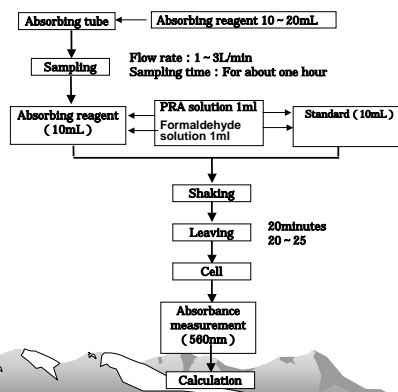 Absorbing tube
Absorbing reagent 10~20mL
Sampling
Flow rate : 1~3L/min
Sampling time : For about one hour
Absorbing reagent
(10mL)
PRA solution 1ml
Formaldehyde
solution 1ml
Standard (10mL)
Shaking
Leaving
20minutes
20~25
Cell
Absorbance
measurement
(560nm)
Calculation